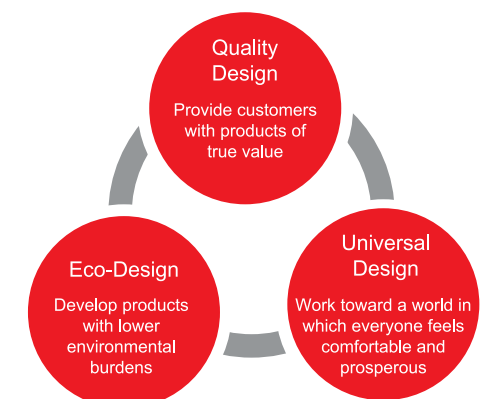 Quality
Design
Provide customers
with products of
true value
Eco-Design
Develop products
with lower
environmental
burdens
Universal
Design
Work toward a world in
which everyone feels
comfortable and
prosperous